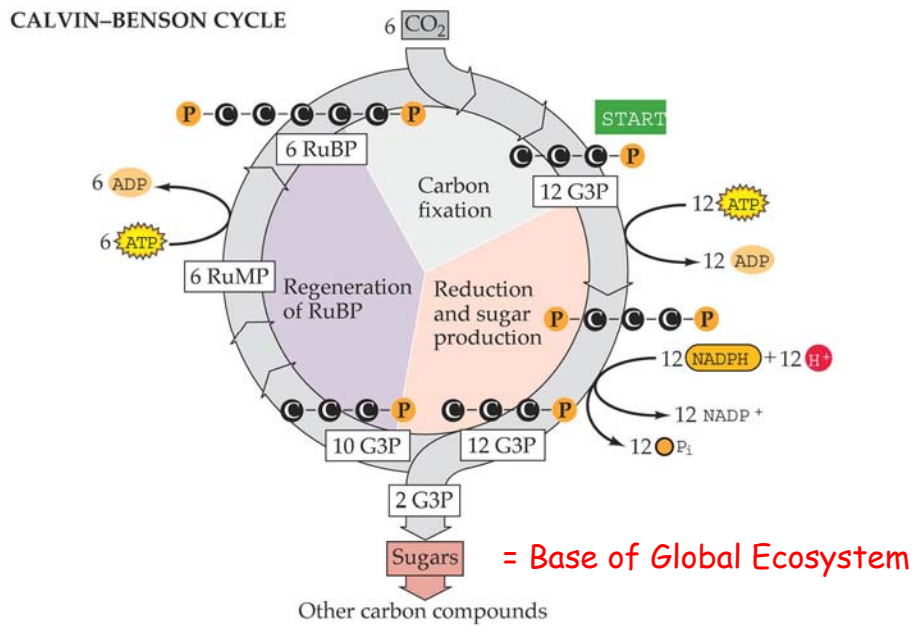 CALVIN–BENSON CYCLE
6 CO₂
P-C-C-C-C-C-P
START
6 RuBP
C-C-C-P
12 G3P
Carbon
fixation
6 ADP
12 ATP
6 ATP
12 ADP
6 RuMP
Regeneration
of RuBP
Reduction
and sugar
production
P-C-C-C-P
12 NADPH + 12 H⁺
12 NADP⁺
12 Pᵢ
C-C-C-P
C-C-C-P
10 G3P
12 G3P
2 G3P
Sugars
= Base of Global Ecosystem
Other carbon compounds